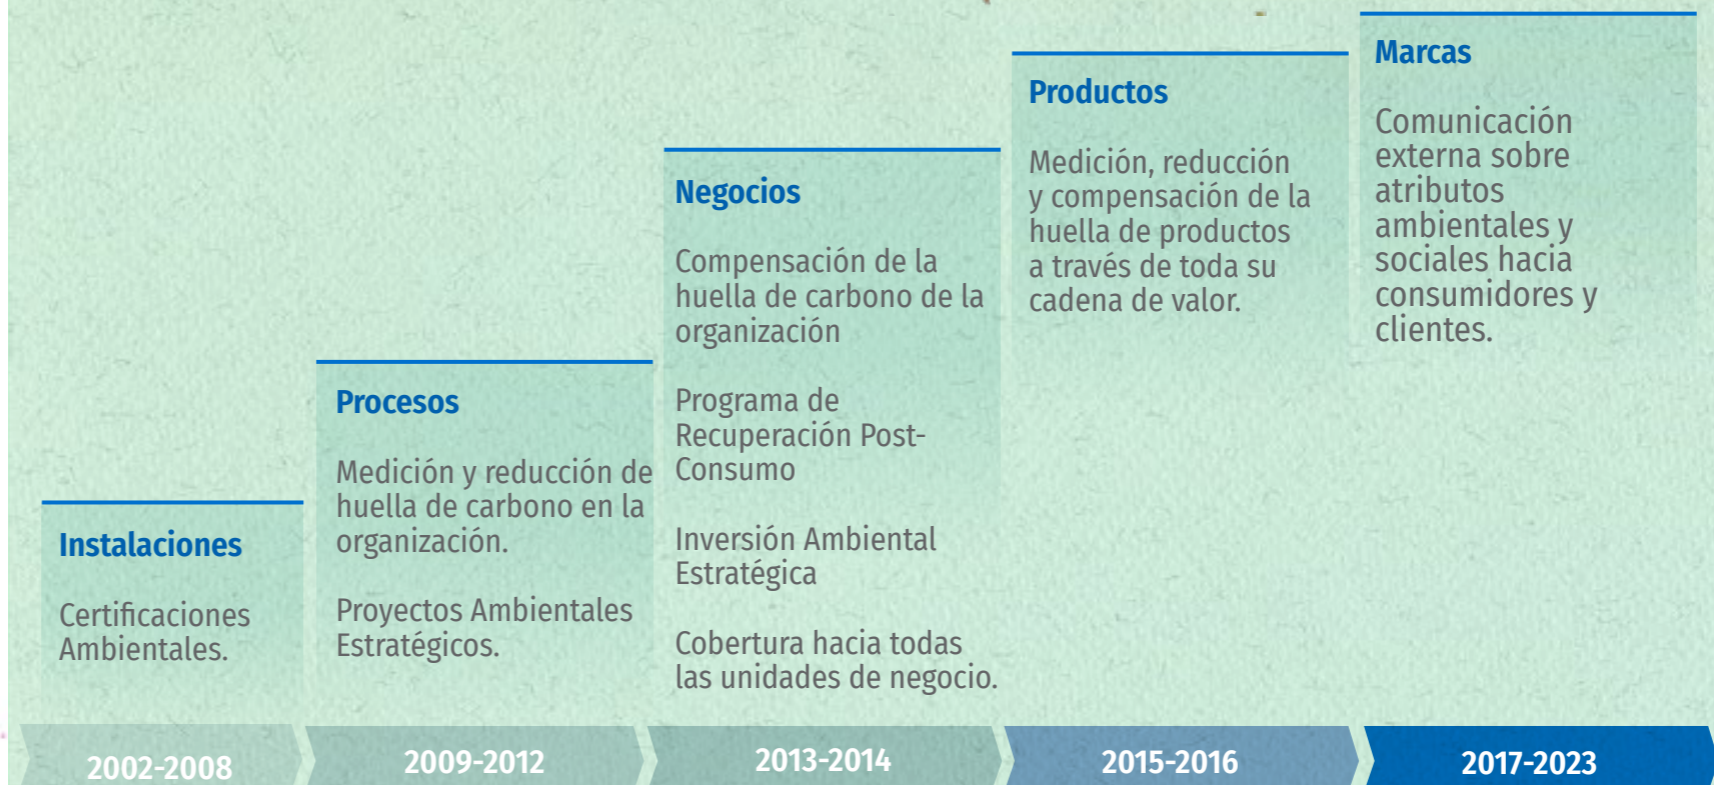 Instalaciones
Certificaciones
Ambientales.
Procesos
Medición y reducción de
huella de carbono en la
organización.
Proyectos Ambientales
Estratégicos.
Negocios
Compensación de la
huella de carbono de la
organización
Programa de
Recuperación Post-
Consumo
Inversión Ambiental
Estratégica
Cobertura hacia todas
las unidades de negocio.
Productos
Medición, reducción
y compensación de la
huella de productos
a través de toda su
cadena de valor.
Marcas
Comunicación
externa sobre
atributos
ambientales y
sociales hacia
consumidores y
clientes.
2002-2008
2009-2012
2013-2014
2015-2016
2017-2023